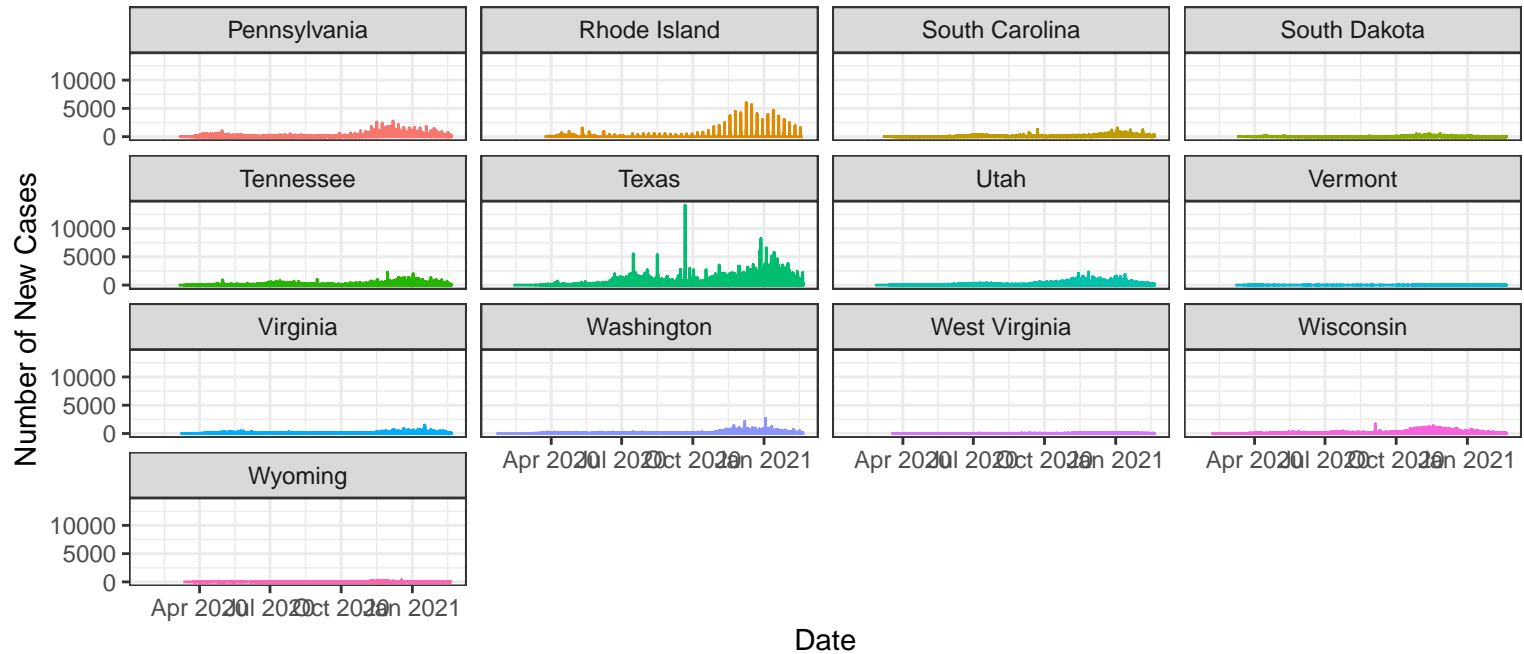 Pennsylvania Rhode Island South Carolina South Dakota
10000
5000
0
Tennessee Texas Utah Vermont
10000
5000
0
Virginia Washington West Virginia Wisconsin
10000
5000
0
Apr 2020 Jul 2020 Oct 2020 Jan 2021 Apr 2020 Jul 2020 Oct 2020 Jan 2021 Apr 2020 Jul 2020 Oct 2020 Jan 2021
Wyoming
10000
5000
0
Apr 2020 Jul 2020 Oct 2020 Jan 2021
Number of New Cases
Date